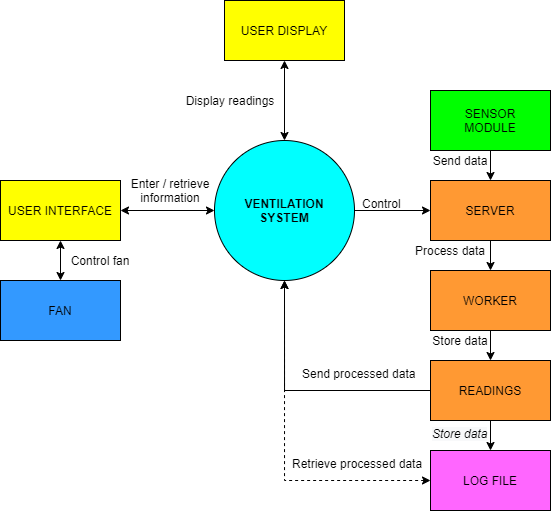 USER DISPLAY
Display readings
SENSOR
MODULE
Send data
Enter / retrieve
information
USER INTERFACE
VENTILATION
SYSTEM
Control
SERVER
Control fan
Process data
FAN
WORKER
Store data
Send processed data
READINGS
Store data
Retrieve processed data
LOG FILE